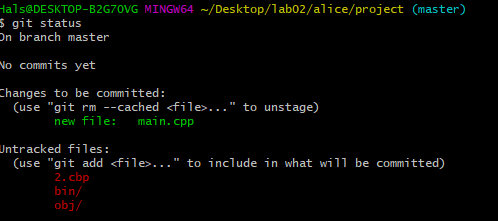 Hals@DESKTOP-B2G7OVG MINGW64 ~/Desktop/lab02/alice/project (master)
$ git status
On branch master
No commits yet
Changes to be committed:
(use "git rm --cached <file>..." to unstage)
new file: main.cpp
Untracked files:
(use "git add <file>..." to include in what will be committed)
2.cbp
bin/
obj/